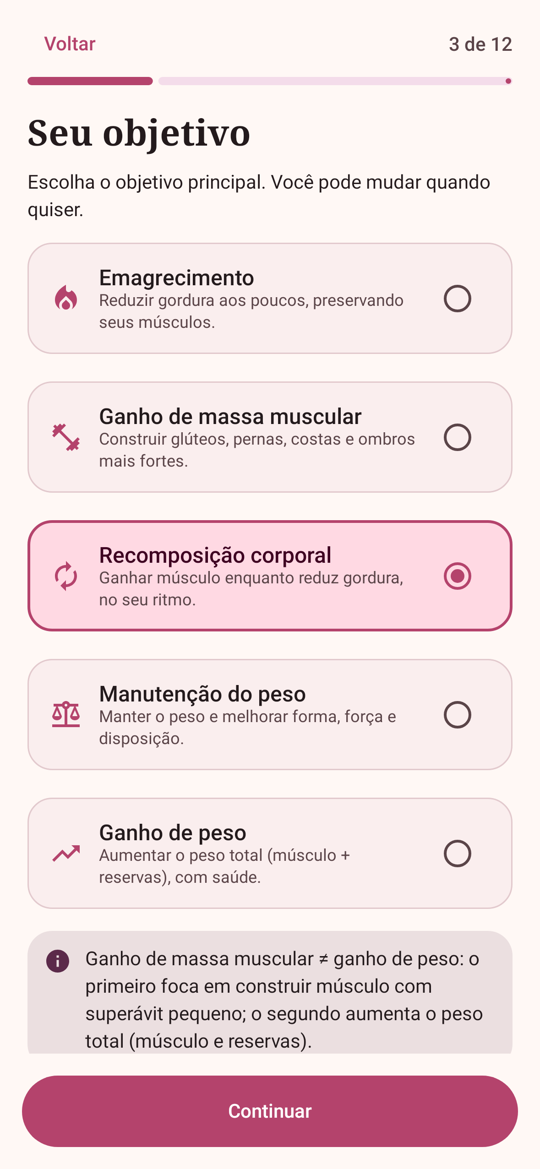 Voltar
3 de 12
Seu objetivo
Escolha o objetivo principal. Você pode mudar quando
quiser.
Emagrecimento
Reduzir gordura aos poucos, preservando
seus músculos.
Ganho de massa muscular
Construir glúteos, pernas, costas e ombros
mais fortes.
Recomposição corporal
Ganhar músculo enquanto reduz gordura,
no seu ritmo.
Manutenção do peso
Manter o peso e melhorar forma, força e
disposição.
Ganho de peso
Aumentar o peso total (músculo +
reservas), com saúde.
Ganho de massa muscular ≠ ganho de peso: o
primeiro foca em construir músculo com
superávit pequeno; o segundo aumenta o peso
total (músculo e reservas).
Continuar